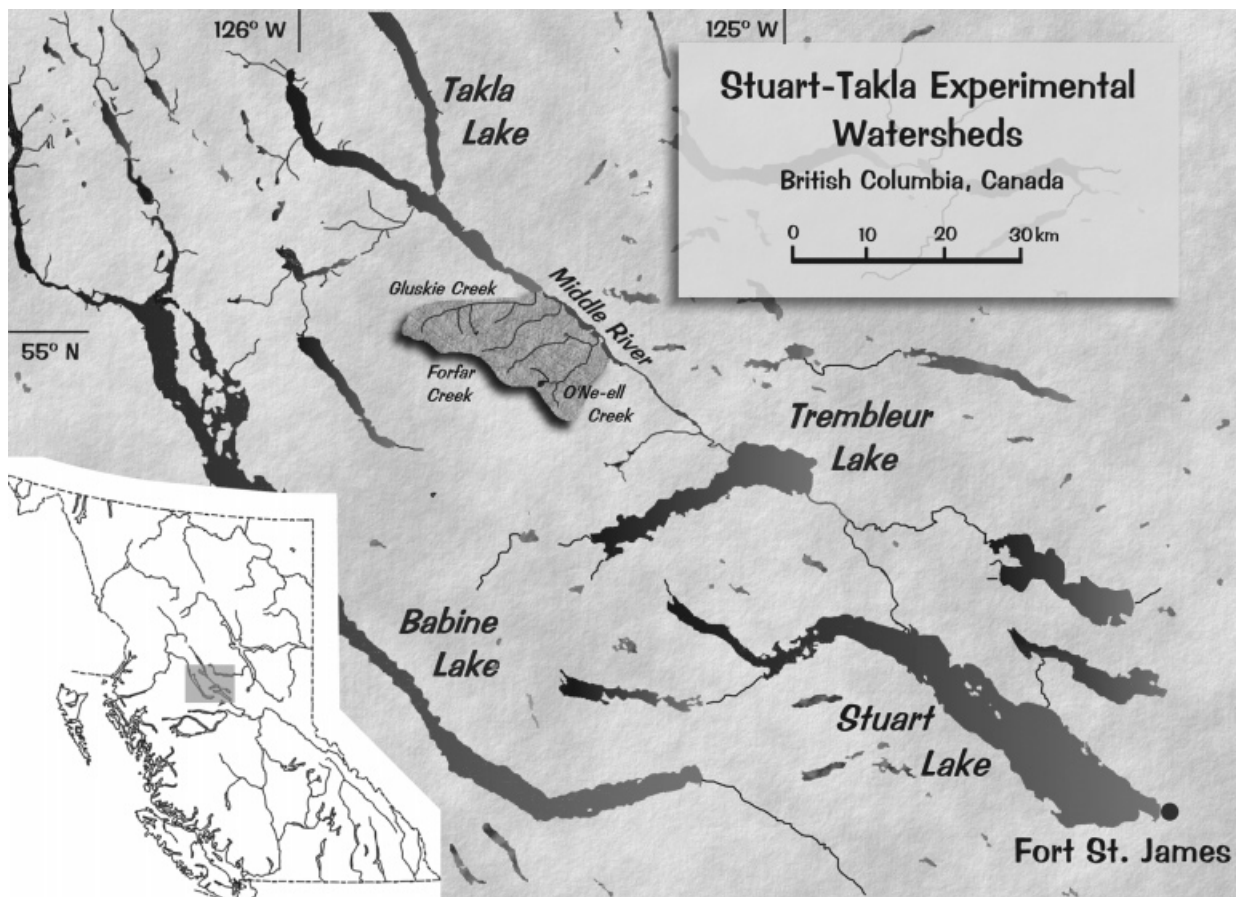 126° W
125° W
Stuart-Takla Experimental
Watersheds
British Columbia, Canada
0 10 20 30 km
Takla
Lake
Middle River
Gluskie Creek
55° N
Forfar
Creek
O'Ne-ell
Creek
Trembleur
Lake
Babine
Lake
Stuart
Lake
Fort St. James